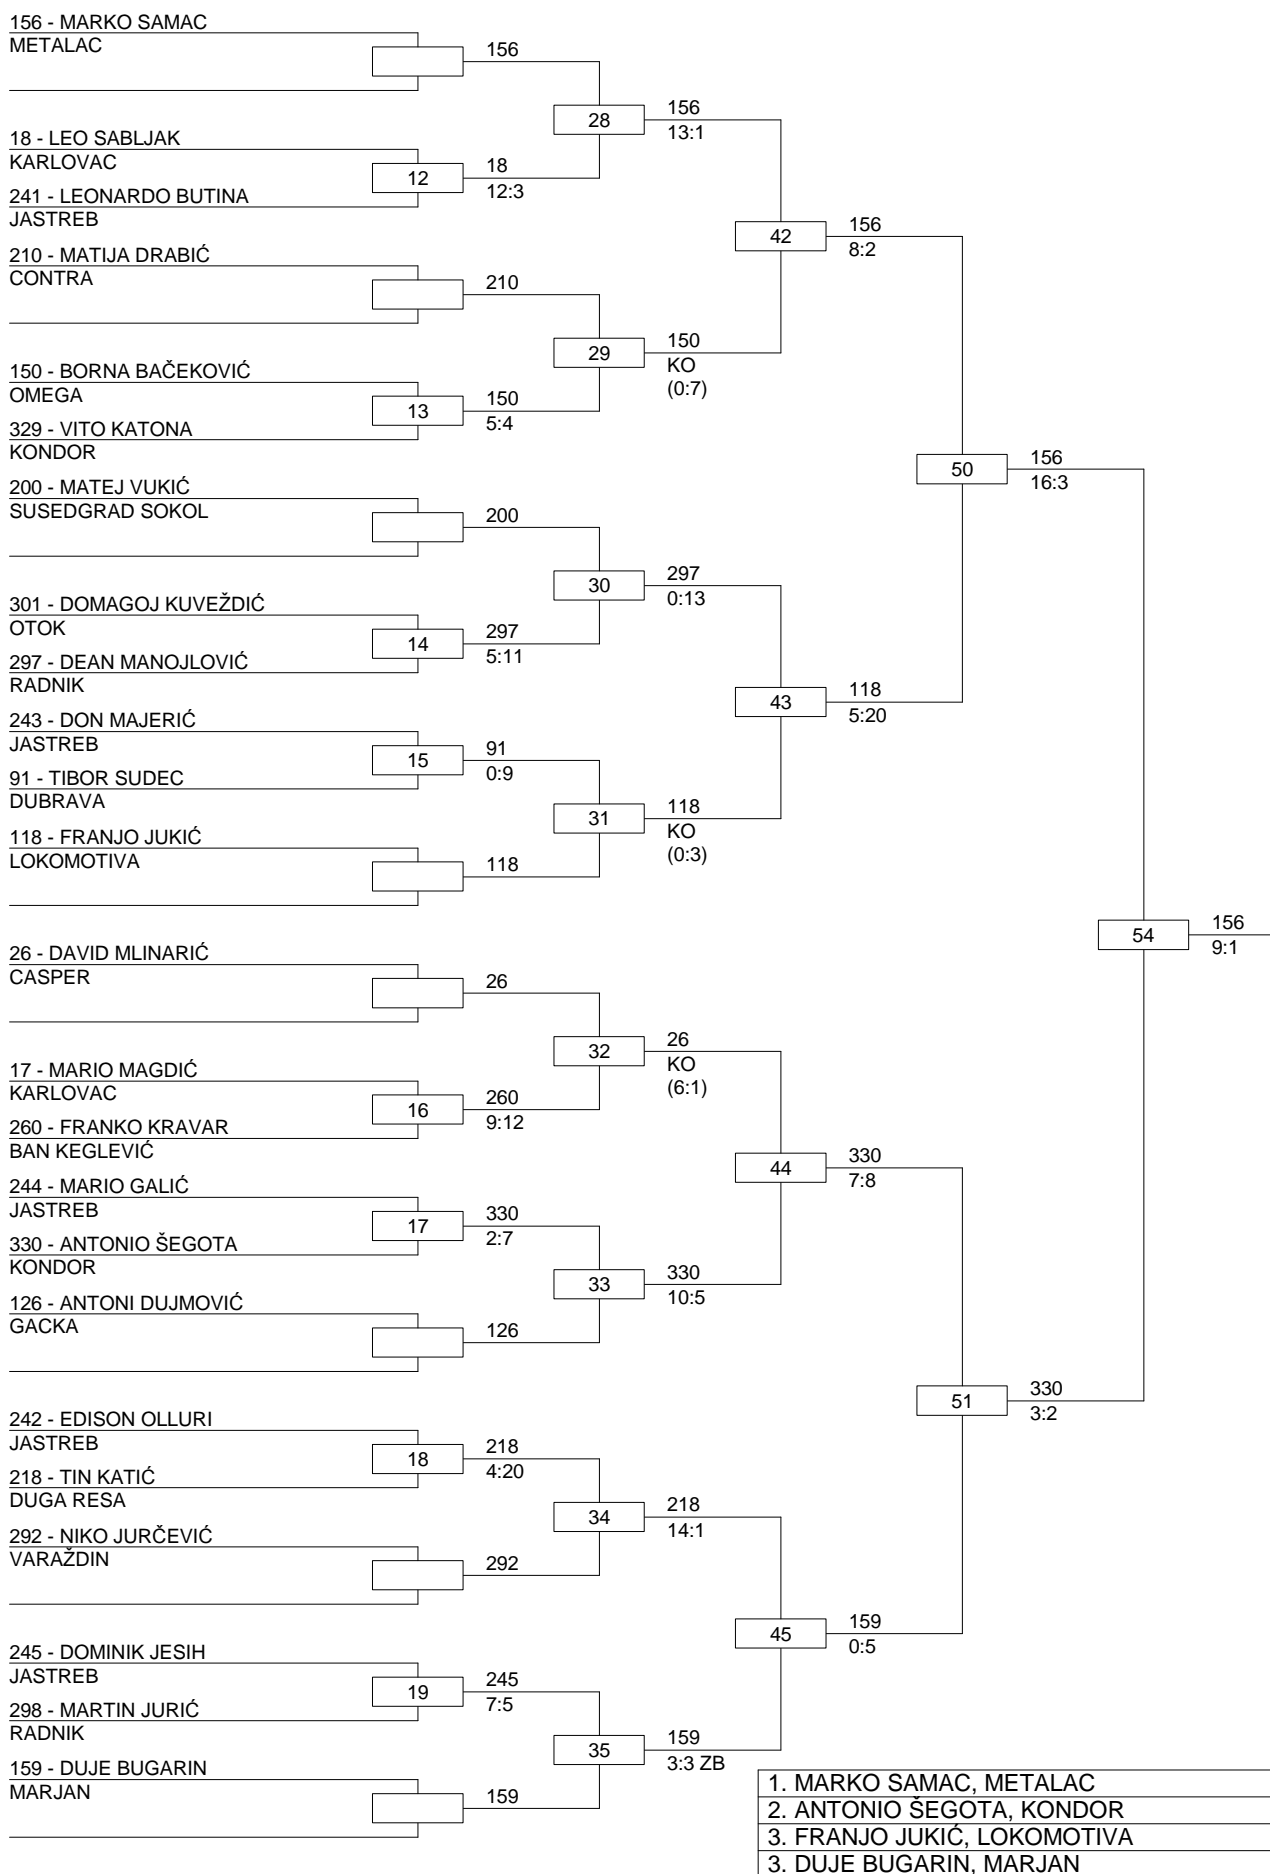 156 - MARKO SAMAC
METALAC
156
28
156
13:1
18 - LEO SABLJAK
KARLOVAC
12
18
12:3
241 - LEONARDO BUTINA
JASTREB
42
156
8:2
210 - MATIJA DRABIĆ
CONTRA
210
29
150
KO
(0:7)
150 - BORNA BAČEKOVIĆ
OMEGA
13
150
5:4
329 - VITO KATONA
KONDOR
50
156
16:3
200 - MATEJ VUKIĆ
SUSEDGRAD SOKOL
200
30
297
0:13
301 - DOMAGOJ KUVEŽDIĆ
OTOK
14
297
5:11
297 - DEAN MANOJLOVIĆ
RADNIK
43
118
5:20
243 - DON MAJERIĆ
JASTREB
15
91
0:9
91 - TIBOR SUDEC
DUBRAVA
31
118
KO
(0:3)
118 - FRANJO JUKIĆ
LOKOMOTIVA
118
54
156
9:1
26 - DAVID MLINARIĆ
CASPER
26
32
26
KO
(6:1)
17 - MARIO MAGDIĆ
KARLOVAC
16
260
9:12
260 - FRANKO KRAVAR
BAN KEGLEVIĆ
44
330
7:8
244 - MARIO GALIĆ
JASTREB
17
330
2:7
330 - ANTONIO ŠEGOTA
KONDOR
33
330
10:5
126 - ANTONI DUJMOVIĆ
GACKA
126
51
330
3:2
242 - EDISON OLLURI
JASTREB
18
218
4:20
218 - TIN KATIĆ
DUGA RESA
34
218
14:1
292 - NIKO JURČEVIĆ
VARAŽDIN
292
45
159
0:5
245 - DOMINIK JESIH
JASTREB
19
245
7:5
298 - MARTIN JURIĆ
RADNIK
35
159
3:3 ZB
159 - DUJE BUGARIN
MARJAN
159
1. MARKO SAMAC, METALAC
2. ANTONIO ŠEGOTA, KONDOR
3. FRANJO JUKIĆ, LOKOMOTIVA
3. DUJE BUGARIN, MARJAN